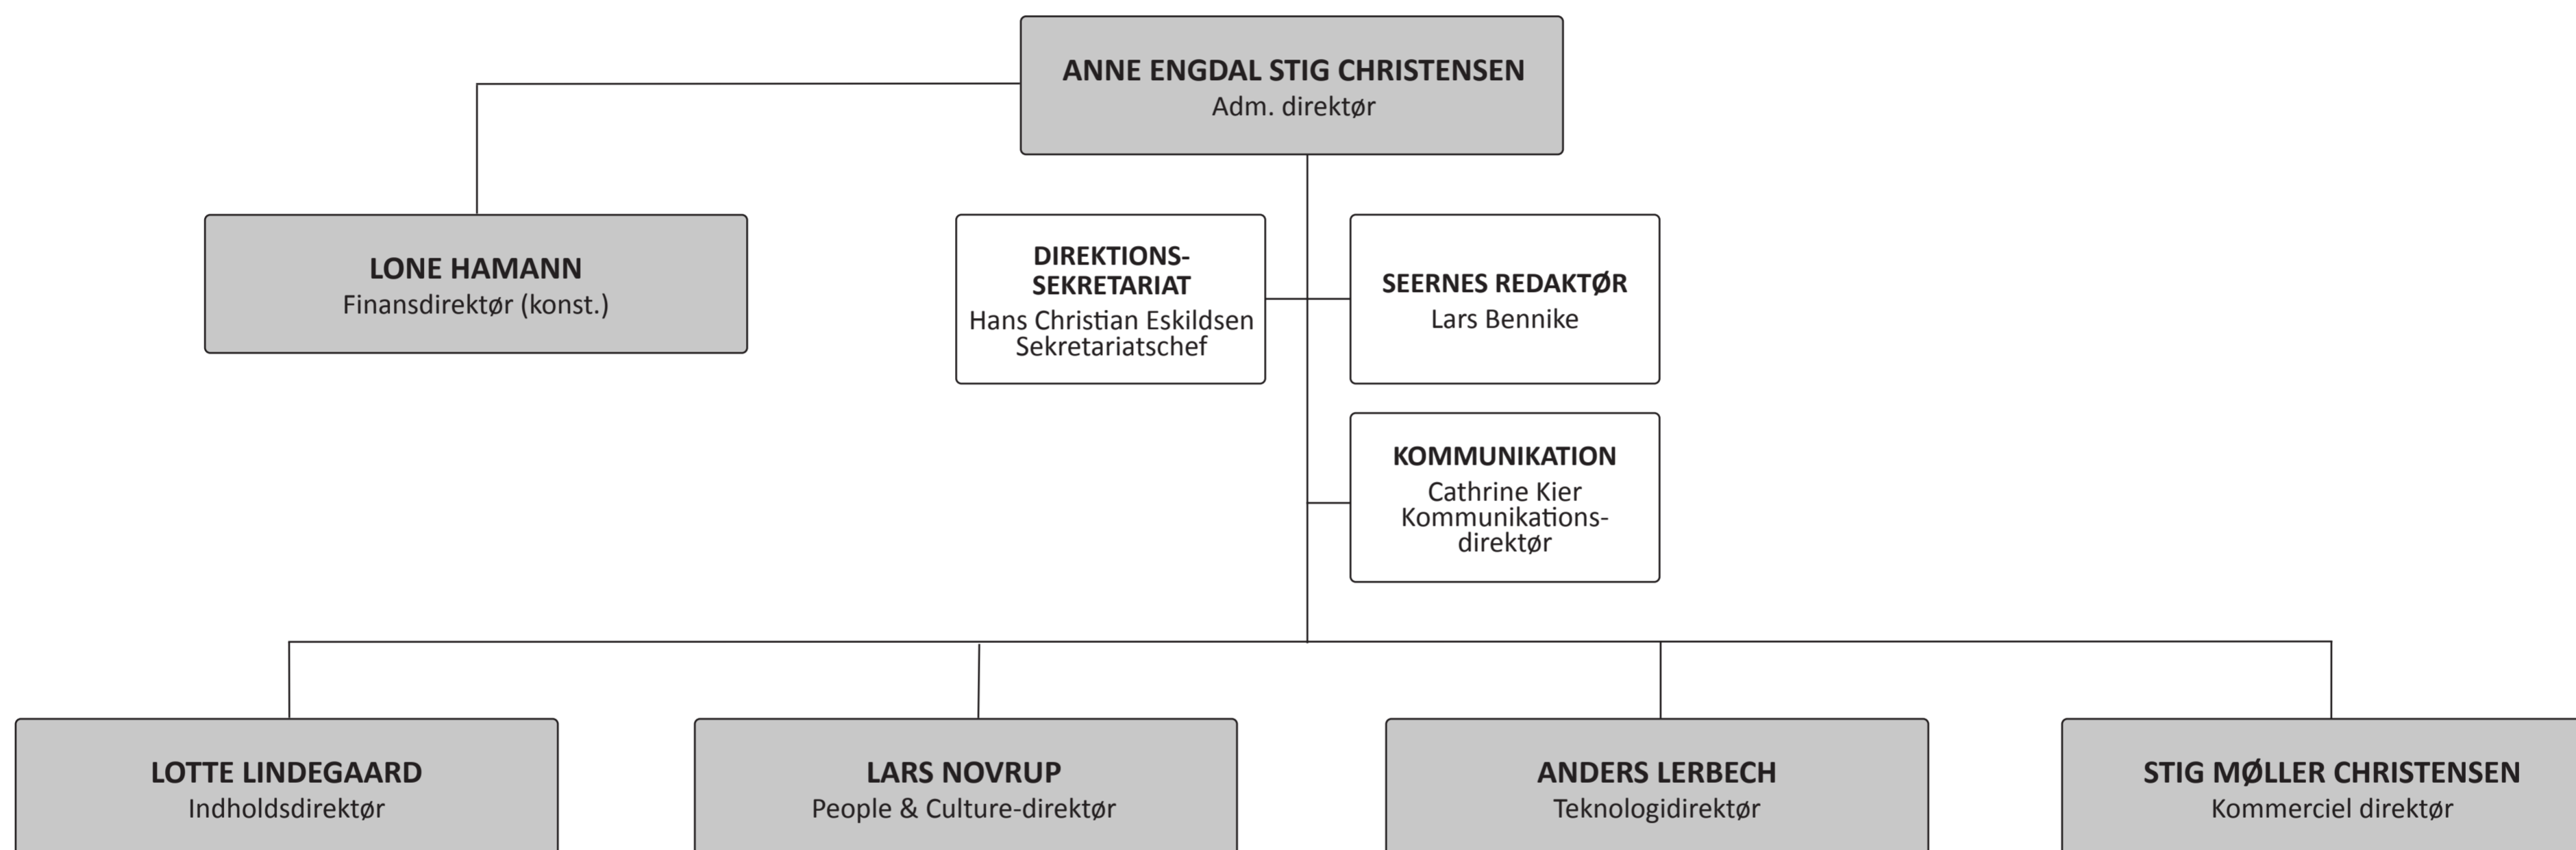 ANNE ENGDAL STIG CHRISTENSEN
Adm. direktør
LONE HAMANN
Finansdirektør (konst.)
DIREKTIONS-
SEKRETARIAT
Hans Christian Eskildsen
Sekretariatschef
SEERNES REDAKTØR
Lars Bennike
KOMMUNIKATION
Cathrine Kier
Kommunikations-
direktør
LOTTE LINDEGAARD
Indholdsdirektør
LARS NOVRUP
People & Culture-direktør
ANDERS LERBECH
Teknologidirektør
STIG MØLLER CHRISTENSEN
Kommerciel direktør